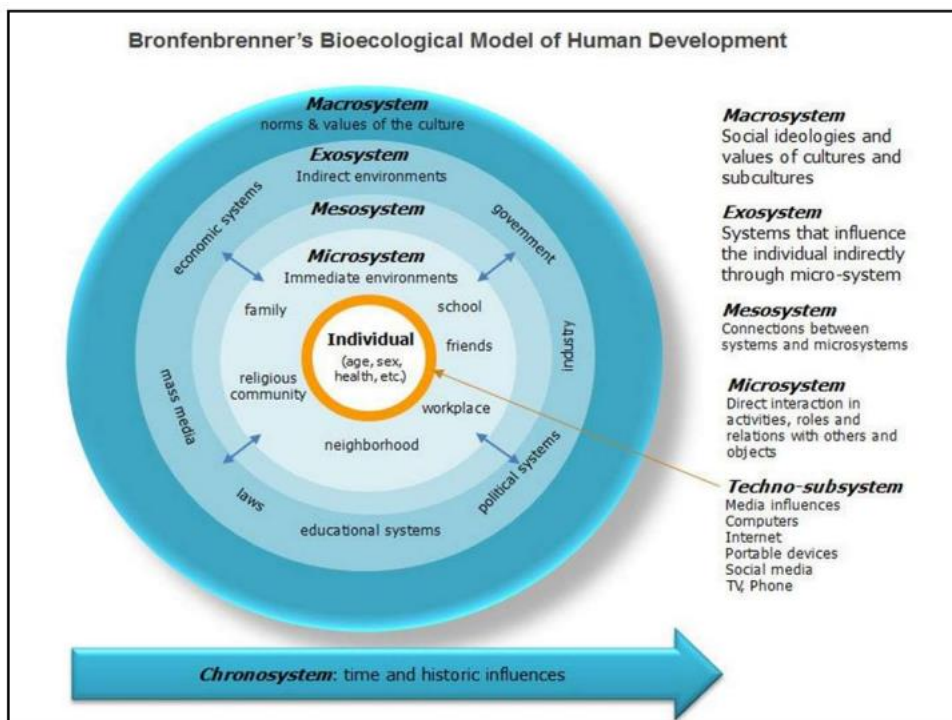 Bronfenbrenner's Bioecological Model of Human Development
Macrosystem
norms & values of the culture
Exosystem
Indirect environments
Mesosystem
Microsystem
Immediate environments
economic systems
government
family
school
Individual
(age, sex,
health, etc.)
friends
industry
religious
community
workplace
mass media
neighborhood
political systems
laws
educational systems
Macrosystem
Social ideologies and
values of cultures and
subcultures
Exosystem
Systems that influence
the individual indirectly
through micro-system
Mesosystem
Connections between
systems and microsystems
Microsystem
Direct interaction in
activities, roles and
relations with others and
objects
Techno-subsystem
Media influences
Computers
Internet
Portable devices
Social media
TV, Phone
Chronosystem: time and historic influences